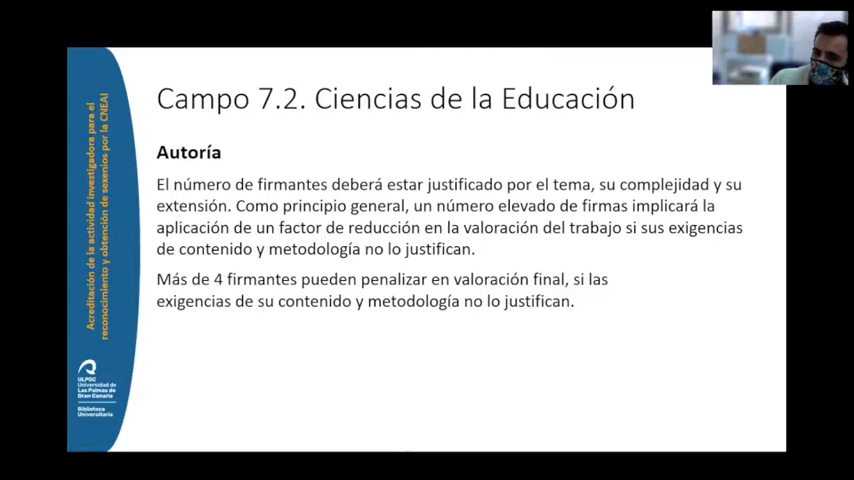 Campo 7.2. Ciencias de la Educación
Autoría
El número de firmantes deberá estar justificado por el tema, su complejidad y su
extensión. Como principio general, un número elevado de firmas implicará la
aplicación de un factor de reducción en la valoración del trabajo si sus exigencias
de contenido y metodología no lo justifican.
Más de 4 firmantes pueden penalizar en valoración final, si las
exigencias de su contenido y metodología no lo justifican.
Acreditación de la actividad investigadora para el
reconocimiento y obtención de sexenios por la CNEAI
ULPGC
Universidad de
Las Palmas de
Gran Canaria
Biblioteca
Universitaria